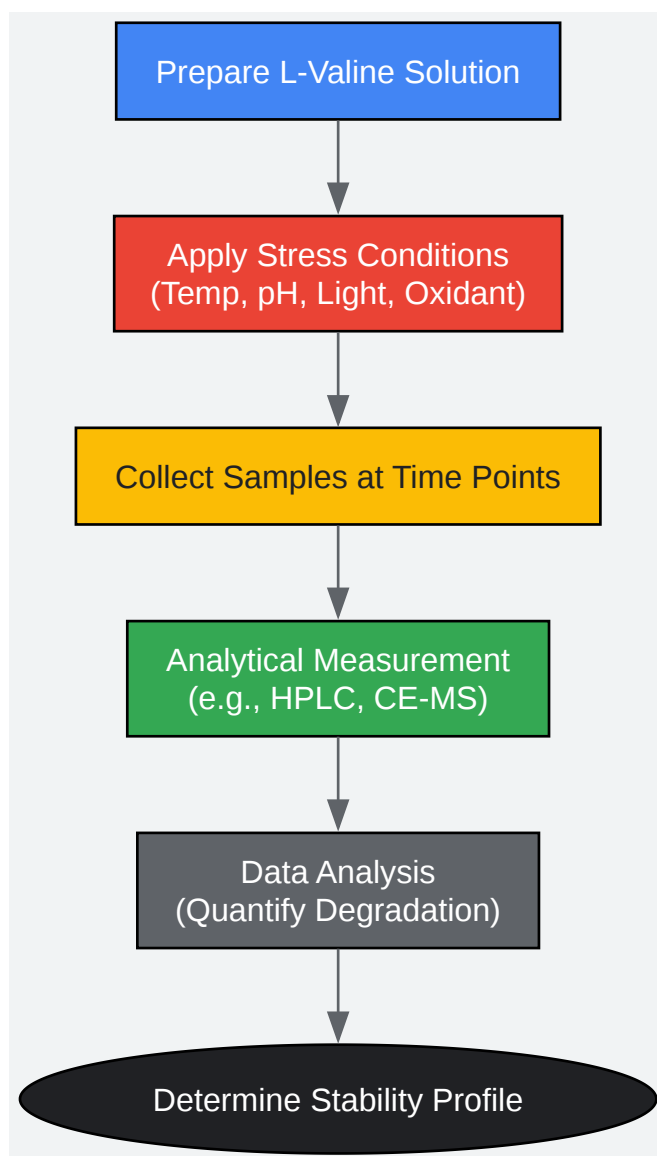 Prepare L-Valine Solution
Apply Stress Conditions
(Temp, pH, Light, Oxidant)
Collect Samples at Time Points
Analytical Measurement
(e.g., HPLC, CE-MS)
Data Analysis
(Quantify Degradation)
Determine Stability Profile